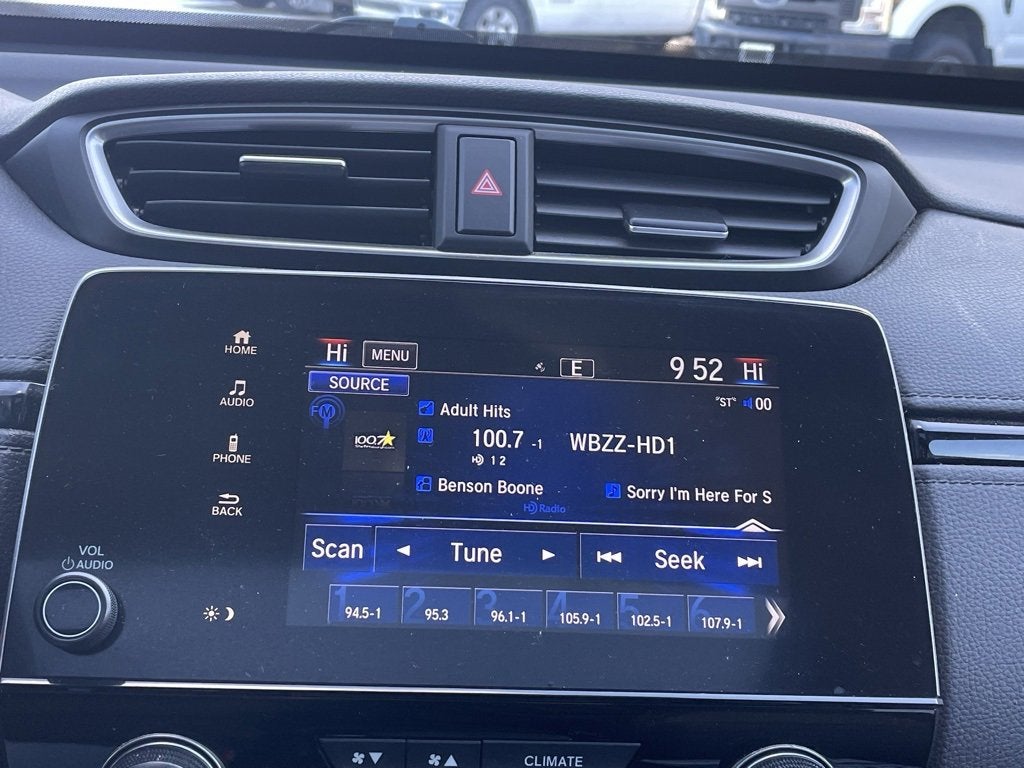 HOME
AUDIO
PHONE
BACK
VOL
AUDIO
Hi MENU E 9 52 Hi
SOURCE
"ST" 00
FM
100.7
Adult Hits
100.7 -1 WBZZ-HD1
HD 1 2
Benson Boone Sorry I'm Here For S
HD Radio
Scan Tune Seek
1 2 3 4 5 6
94.5-1 95.3 96.1-1 105.9-1 102.5-1 107.9-1
CLIMATE